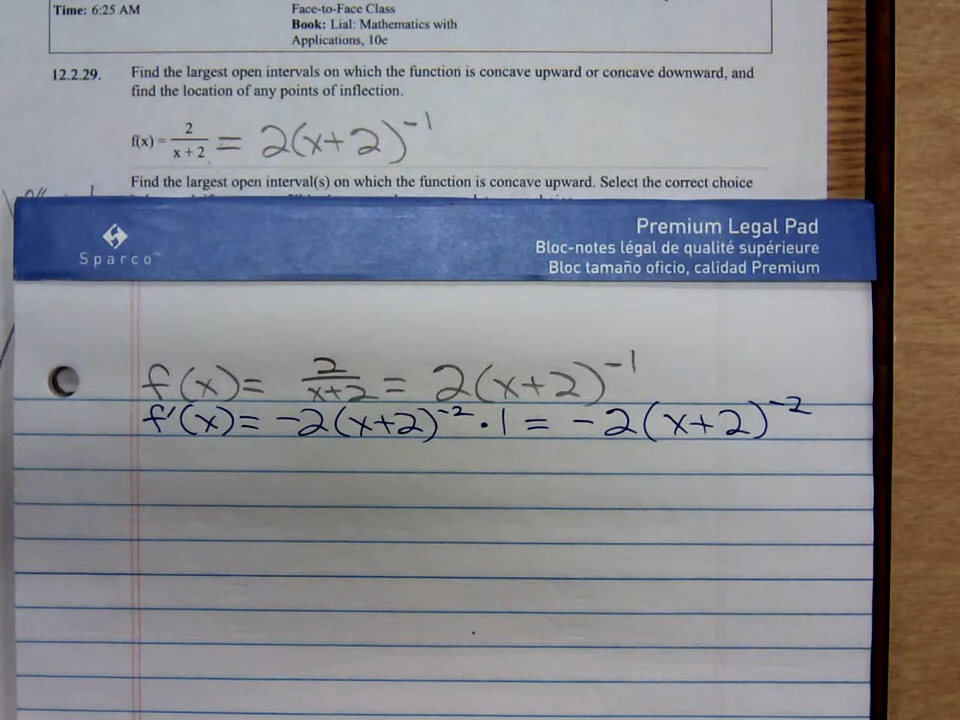 Time: 6:25 AM
Face-to-Face Class
Book: Lial: Mathematics with
Applications, 10e
12.2.29. Find the largest open intervals on which the function is concave upward or concave downward, and
find the location of any points of inflection.
f(x) = 2/(x + 2) = 2(x+2)^-1
Find the largest open interval(s) on which the function is concave upward. Select the correct choice
Sparco
Premium Legal Pad
Bloc-notes légal de qualité supérieure
Bloc tamaño oficio, calidad Premium
f(x) = 2/(x+2) = 2(x+2)^-1
f'(x) = -2(x+2)^-2 · 1 = -2(x+2)^-2